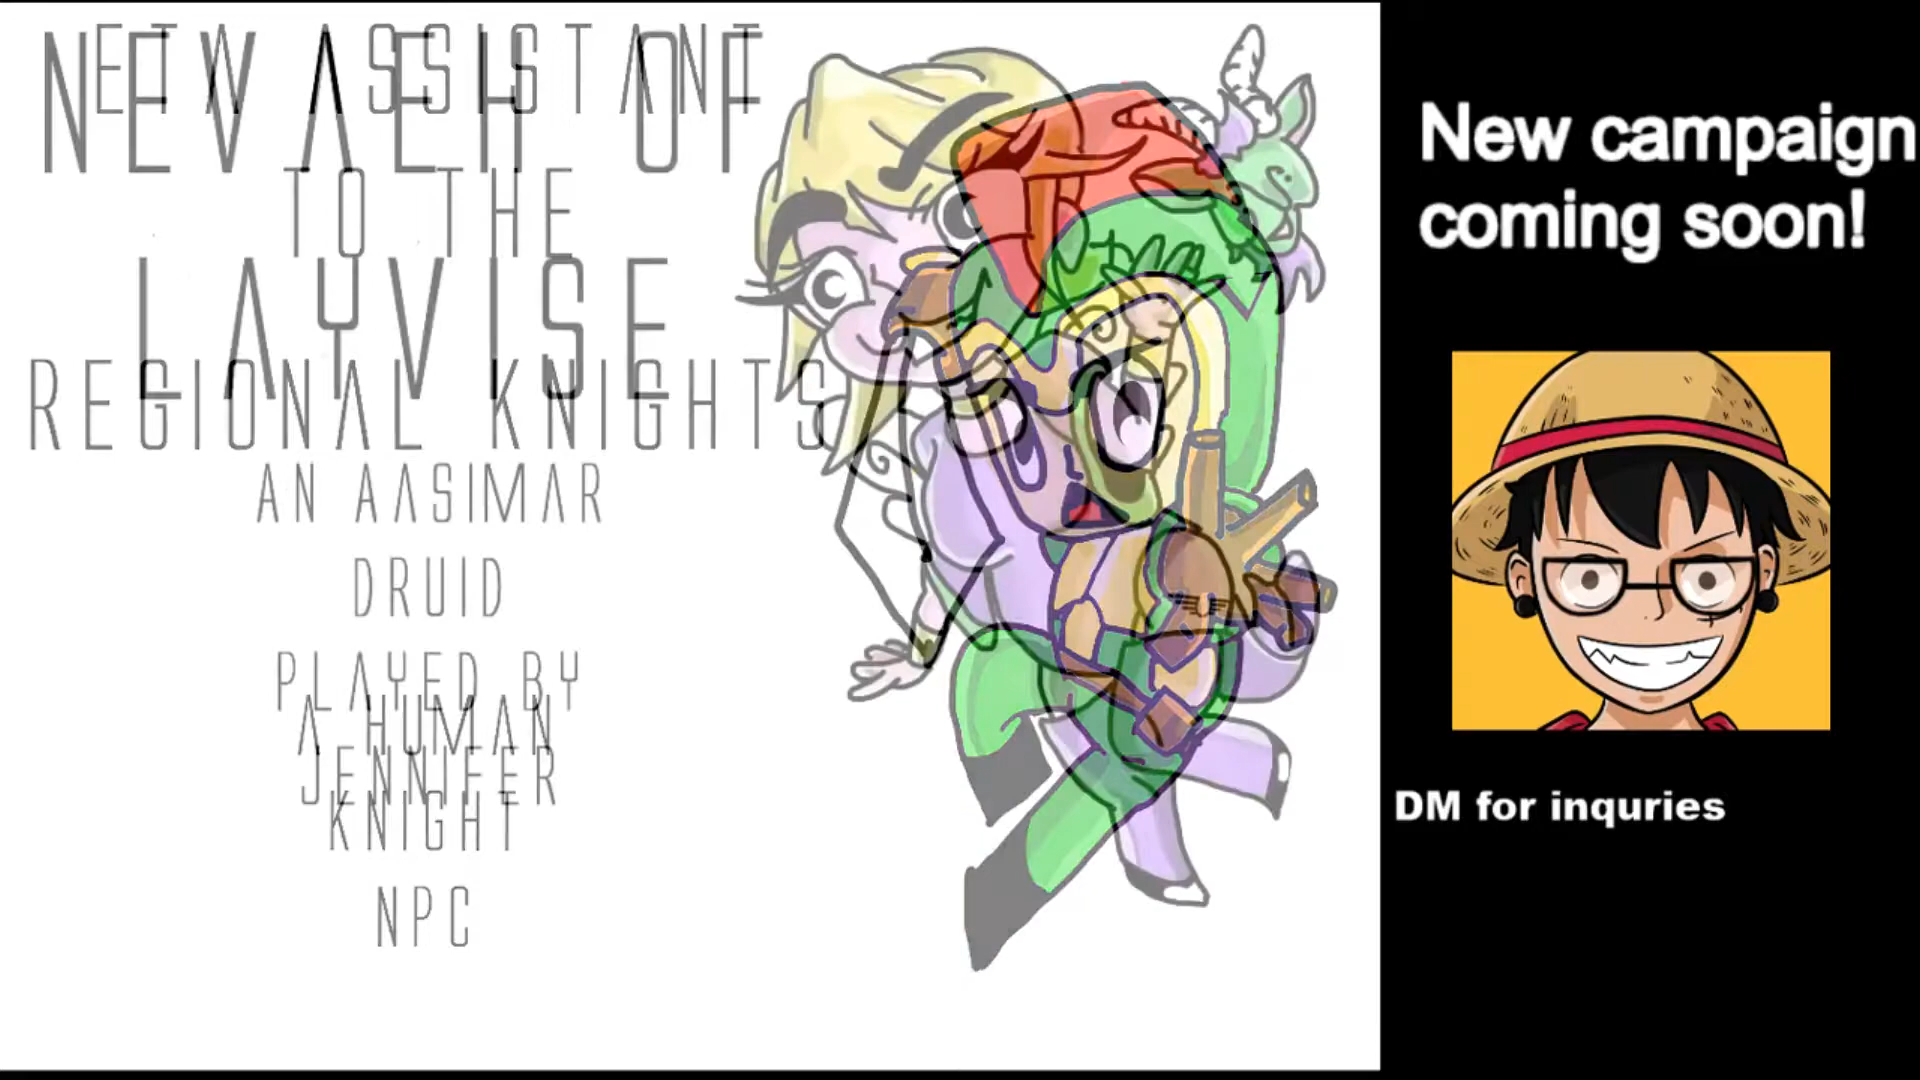 NEVAEH OF
LAYVISE
AN AASIMAR
DRUID
PLAYED BY
JENNIFER
ASSISTANT
TO THE
REGIONAL KNIGHTS
A HUMAN
KNIGHT
NPC
New campaign
coming soon!
DM for inquries